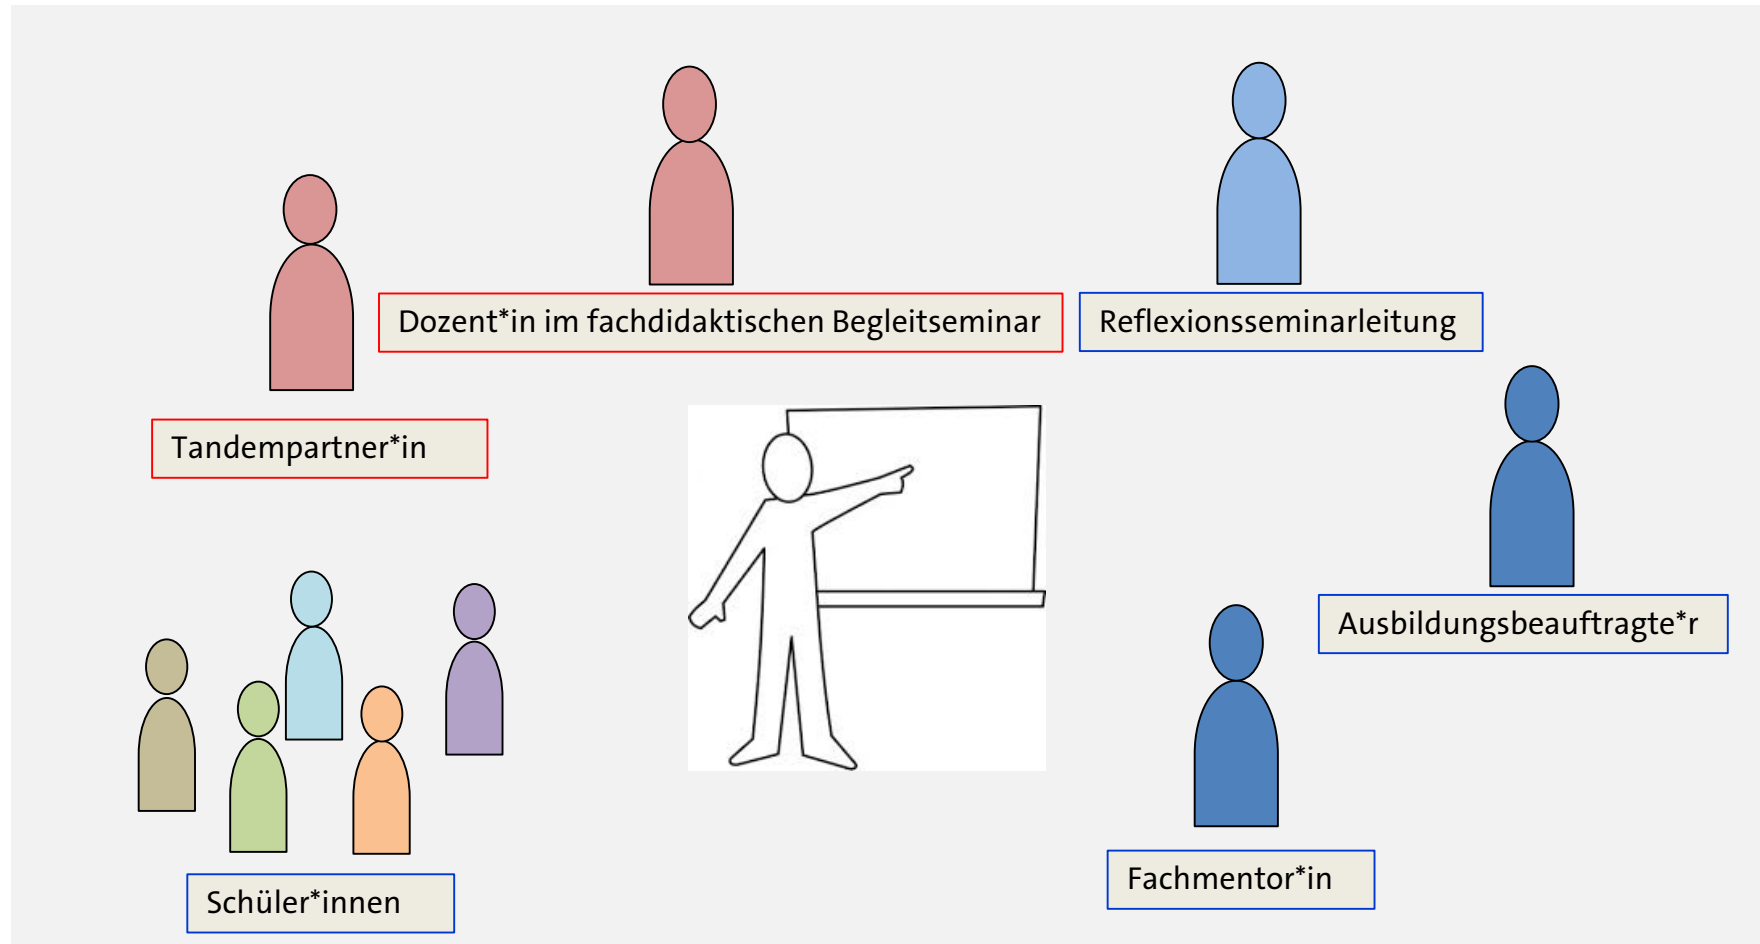 Dozent*in im fachdidaktischen Begleitseminar
Reflexionsseminarleitung
Tandempartner*in
Ausbildungsbeauftragte*r
Fachmentor*in
Schüler*innen